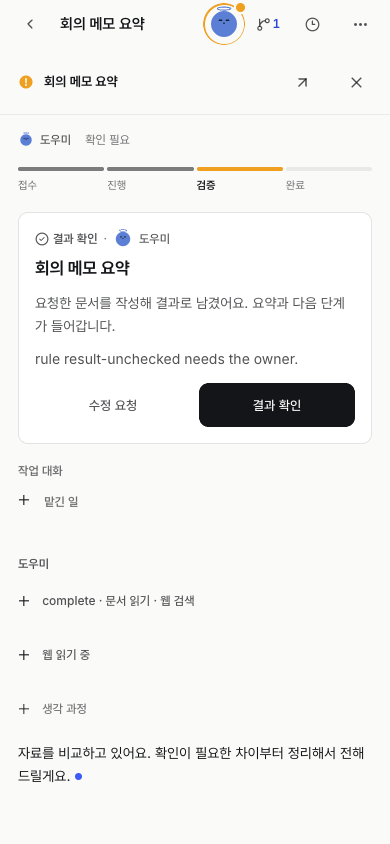 회의 메모 요약
1
회의 메모 요약
도우미 확인 필요
접수 진행 검증 완료
결과 확인 · 도우미
회의 메모 요약
요청한 문서를 작성해 결과로 남겼어요. 요약과 다음 단계
가 들어갑니다.
rule result-unchecked needs the owner.
수정 요청 결과 확인
작업 대화
맡긴 일
도우미
complete · 문서 읽기 · 웹 검색
웹 읽기 중
생각 과정
자료를 비교하고 있어요. 확인이 필요한 차이부터 정리해서 전해
드릴게요.